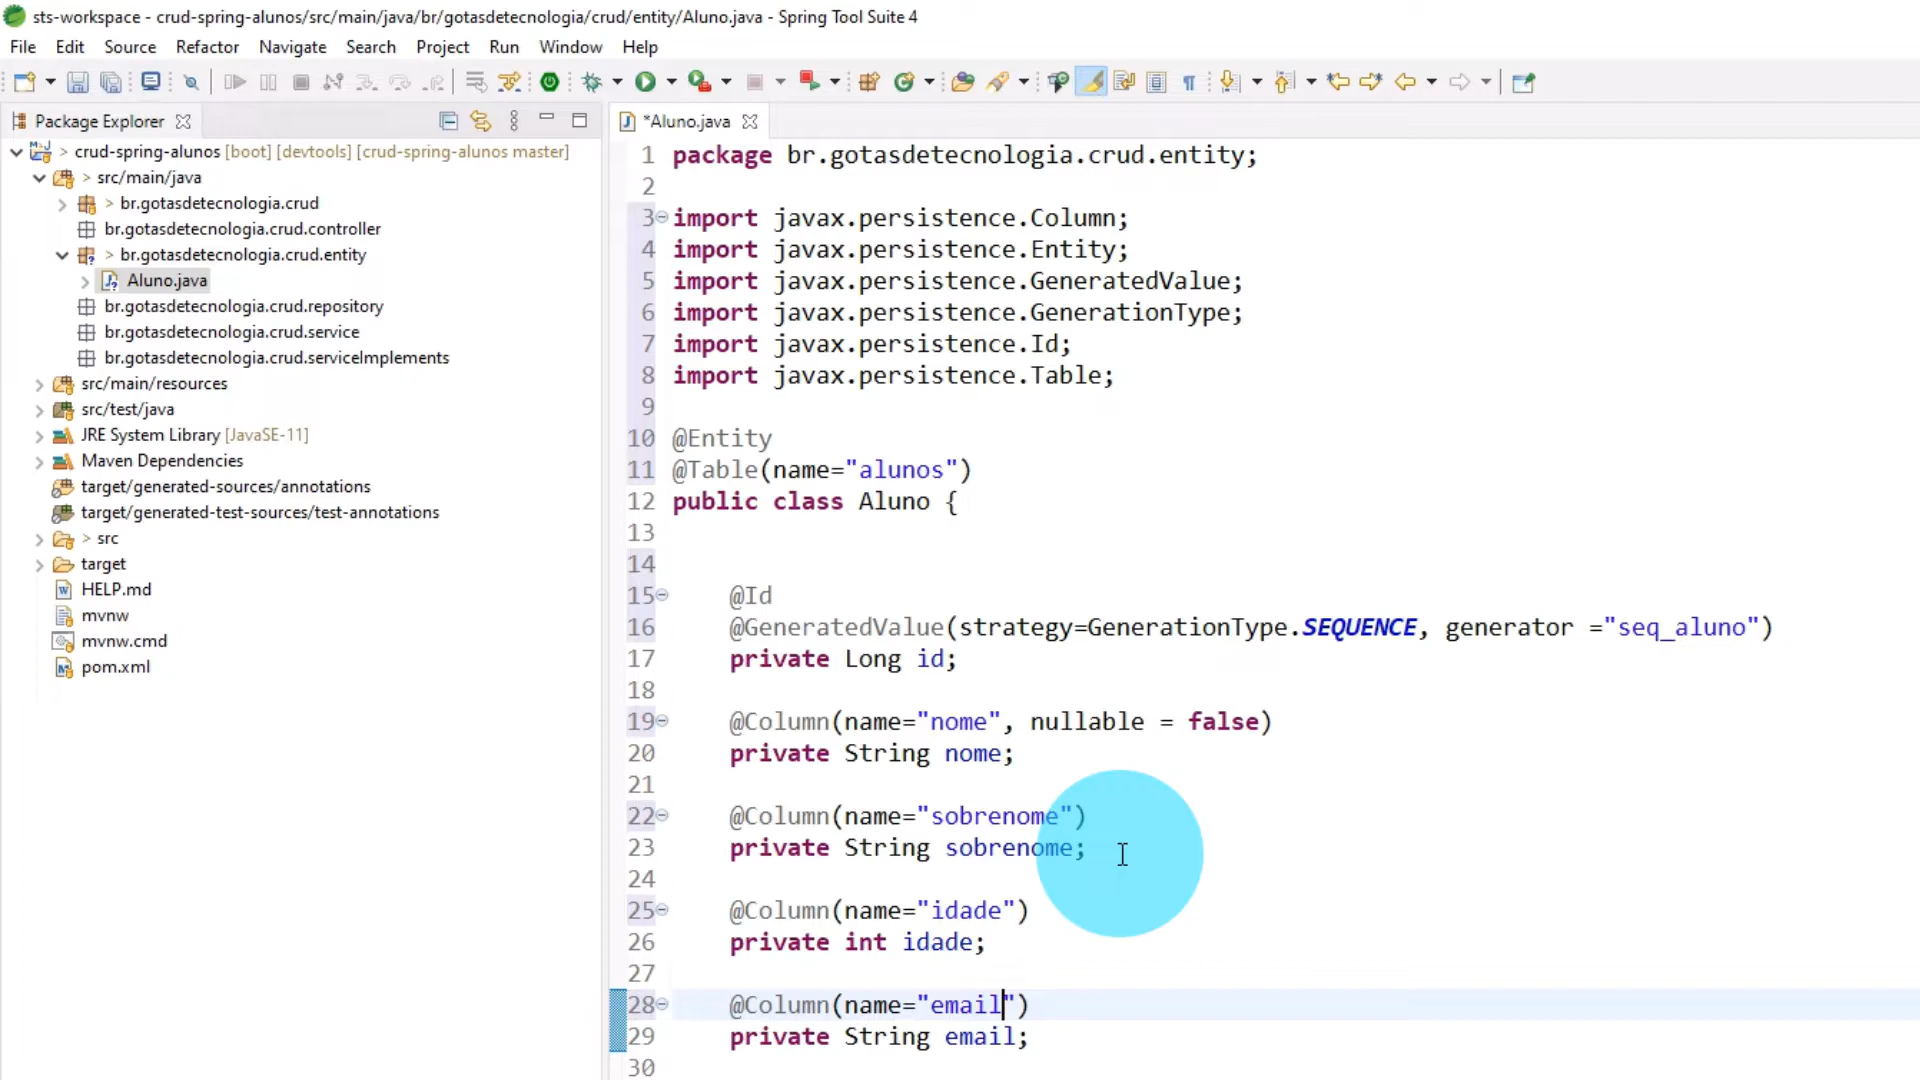 sts-workspace - crud-spring-alunos/src/main/java/br/gotasdetecnologia/crud/entity/Aluno.java - Spring Tool Suite 4
File Edit Source Refactor Navigate Search Project Run Window Help
Package Explorer
*Aluno.java
> crud-spring-alunos [boot] [devtools] [crud-spring-alunos master]
> src/main/java
> br.gotasdetecnologia.crud
br.gotasdetecnologia.crud.controller
> br.gotasdetecnologia.crud.entity
Aluno.java
br.gotasdetecnologia.crud.repository
br.gotasdetecnologia.crud.service
br.gotasdetecnologia.crud.serviceImplements
src/main/resources
src/test/java
JRE System Library [JavaSE-11]
Maven Dependencies
target/generated-sources/annotations
target/generated-test-sources/test-annotations
> src
target
HELP.md
mvnw
mvnw.cmd
pom.xml
1 package br.gotasdetecnologia.crud.entity;
2
3 import javax.persistence.Column;
4 import javax.persistence.Entity;
5 import javax.persistence.GeneratedValue;
6 import javax.persistence.GenerationType;
7 import javax.persistence.Id;
8 import javax.persistence.Table;
9
10 @Entity
11 @Table(name="alunos")
12 public class Aluno {
13
14
15 @Id
16 @GeneratedValue(strategy=GenerationType.SEQUENCE, generator ="seq_aluno")
17 private Long id;
18
19 @Column(name="nome", nullable = false)
20 private String nome;
21
22 @Column(name="sobrenome")
23 private String sobrenome;
24
25 @Column(name="idade")
26 private int idade;
27
28 @Column(name="email")
29 private String email;
30